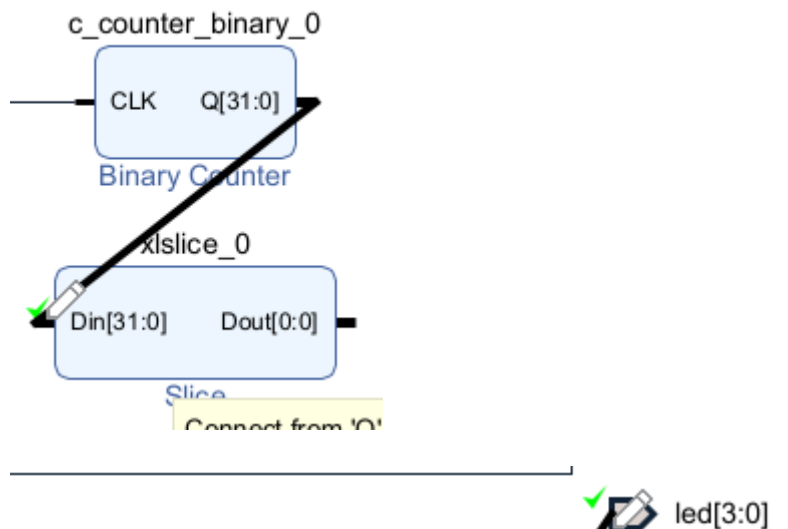 c_counter_binary_0
CLK Q[31:0]
Binary Counter
xlslice_0
Din[31:0] Dout[0:0]
Slice
Connect from 'Q'
led[3:0]